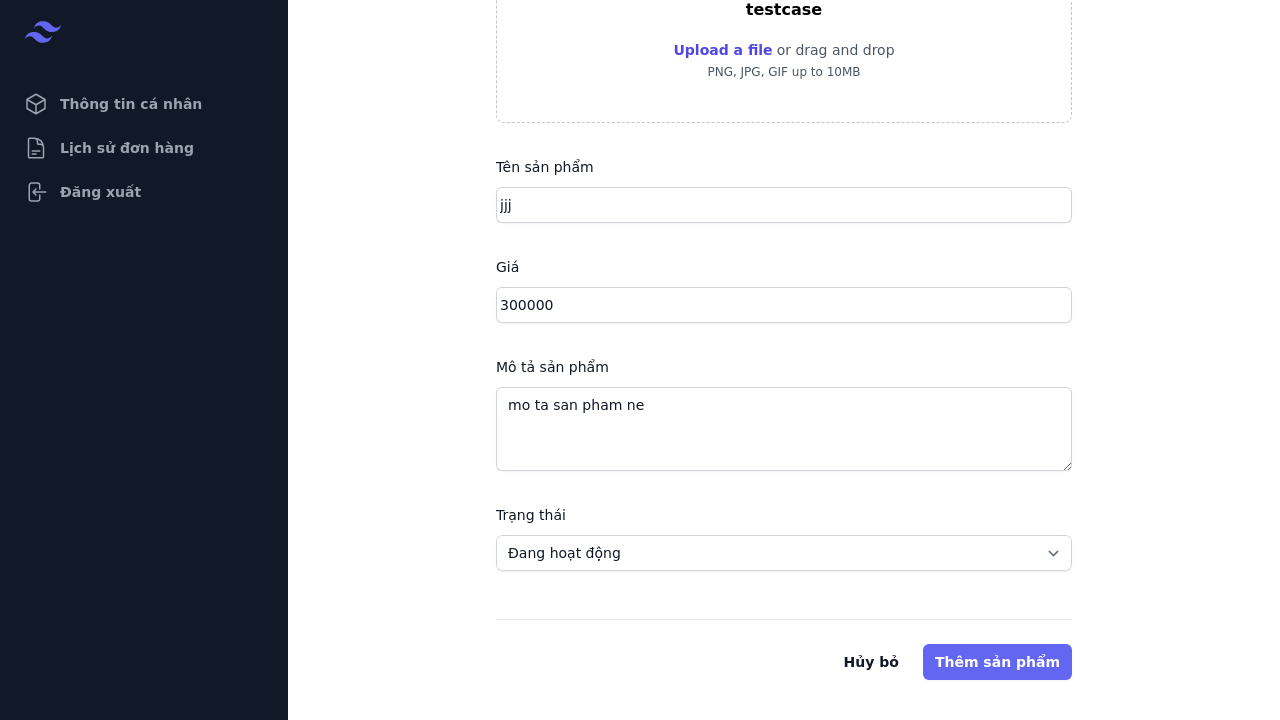 testcase
Upload a file or drag and drop
PNG, JPG, GIF up to 10MB
Thông tin cá nhân
Lịch sử đơn hàng
Đăng xuất
Tên sản phẩm
jjj
Giá
300000
Mô tả sản phẩm
mo ta san pham ne
Trạng thái
Đang hoạt động
Hủy bỏ
Thêm sản phẩm